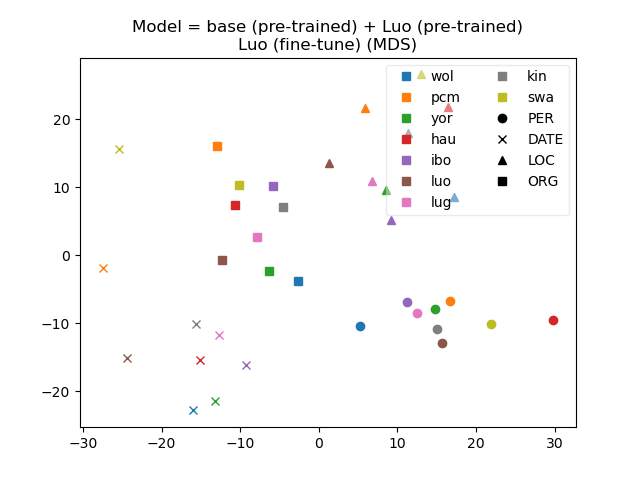 Model = base (pre-trained) + Luo (pre-trained)
Luo (fine-tune) (MDS)
wol
pcm
yor
hau
ibo
luo
lug
kin
swa
PER
DATE
LOC
ORG
20
10
0
−10
−20
−30
−20
−10
0
10
20
30